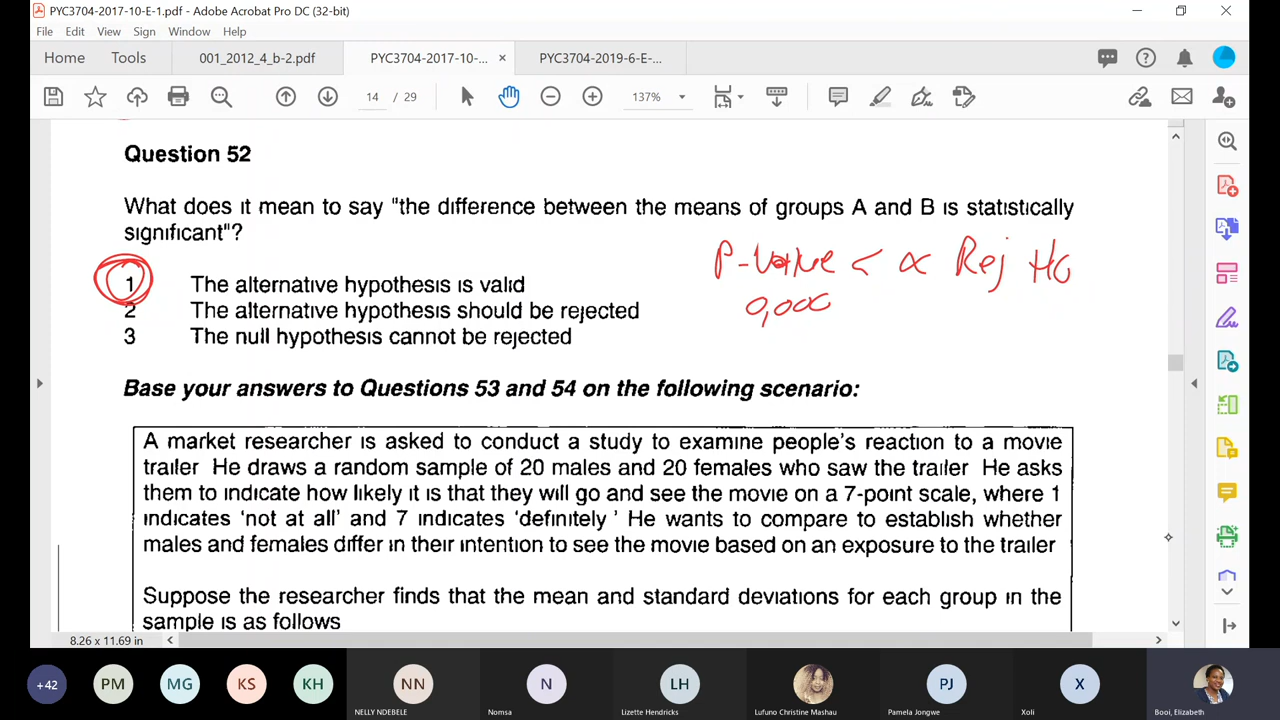 PYC3704-2017-10-E-1.pdf - Adobe Acrobat Pro DC (32-bit)
File Edit View Sign Window Help
Home Tools 001_2012_4_b-2.pdf PYC3704-2017-10-... PYC3704-2019-6-E-...
14 / 29 137%
Question 52
What does it mean to say "the difference between the means of groups A and B is statistically
significant"?
1 The alternative hypothesis is valid
2 The alternative hypothesis should be rejected
3 The null hypothesis cannot be rejected
P-Value < α Rej H0
0,000
Base your answers to Questions 53 and 54 on the following scenario:
A market researcher is asked to conduct a study to examine people's reaction to a movie
trailer He draws a random sample of 20 males and 20 females who saw the trailer He asks
them to indicate how likely it is that they will go and see the movie on a 7-point scale, where 1
indicates 'not at all' and 7 indicates 'definitely ' He wants to compare to establish whether
males and females differ in their intention to see the movie based on an exposure to the trailer
Suppose the researcher finds that the mean and standard deviations for each group in the
sample is as follows
8.26 x 11.69 in
+42 PM MG KS KH NN N LH PJ X
NELLY NDEBELE Nomsa Lizette Hendricks Lufuno Christine Mashau Pamela Jongwe Xoli Booi, Elizabeth